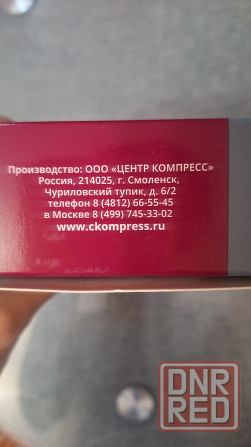 Производство: ООО «ЦЕНТР КОМПРЕСС»
Россия, 214025, г. Смоленск,
Чуриловский тупик, д. 6/2
телефон 8 (4812) 66-55-45
в Москве 8 (499) 745-33-02
www.ckompress.ru
DNR
RED